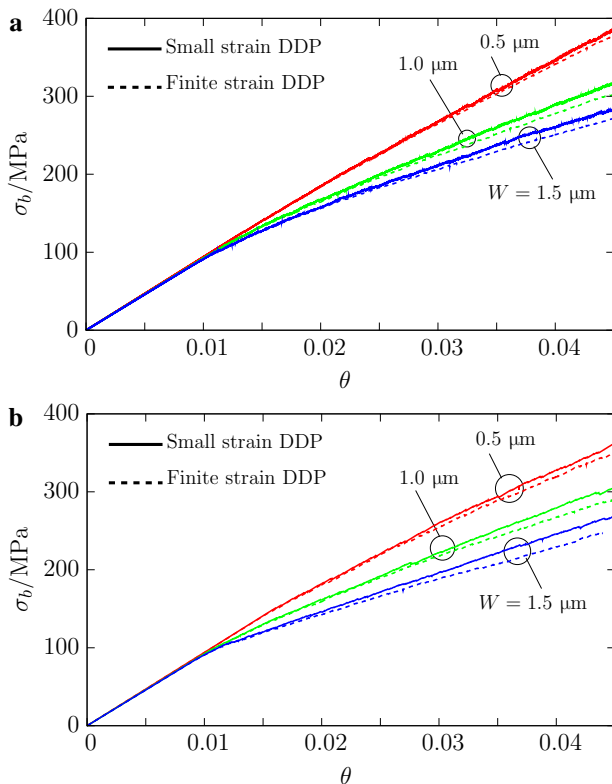 a
400
300
200
100
0
σb/MPa
Small strain DDP
Finite strain DDP
0.5 μm
1.0 μm
W = 1.5 μm
0 0.01 0.02 0.03 0.04
θ
b
400
300
200
100
0
σb/MPa
Small strain DDP
Finite strain DDP
0.5 μm
1.0 μm
W = 1.5 μm
0 0.01 0.02 0.03 0.04
θ